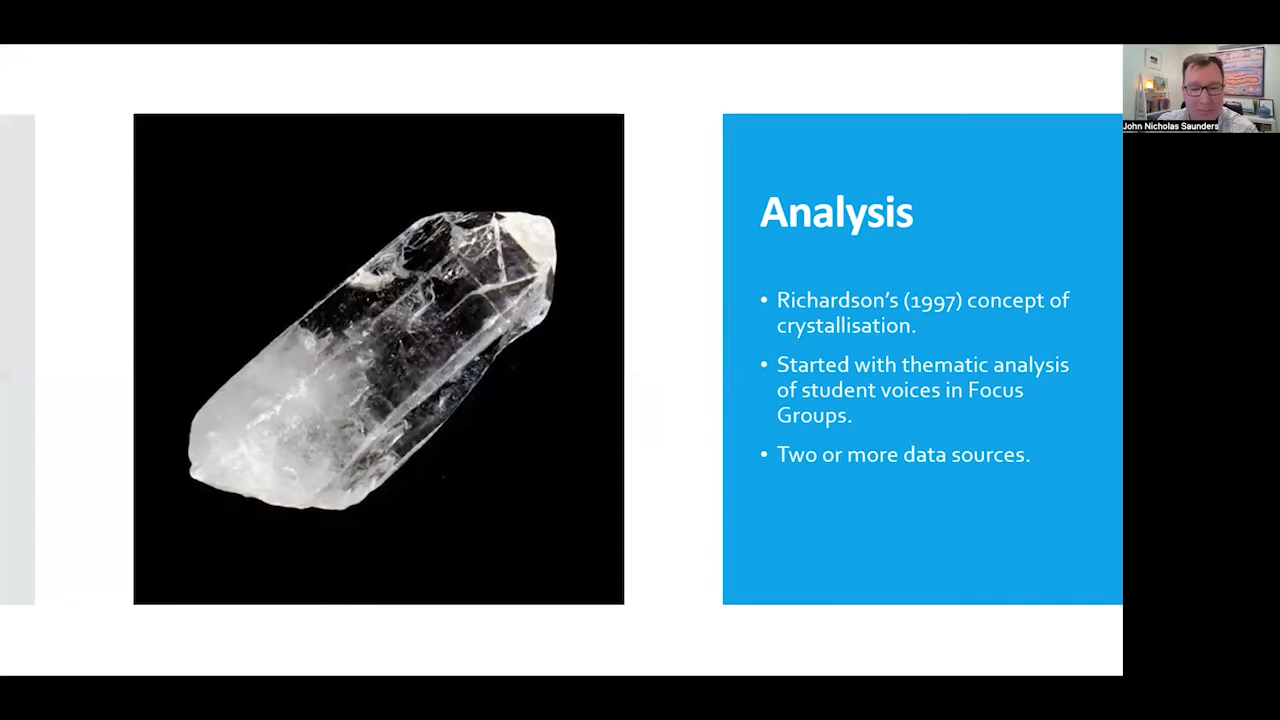 John Nicholas Saunders
Analysis
• Richardson's (1997) concept of
crystallisation.
• Started with thematic analysis
of student voices in Focus
Groups.
• Two or more data sources.